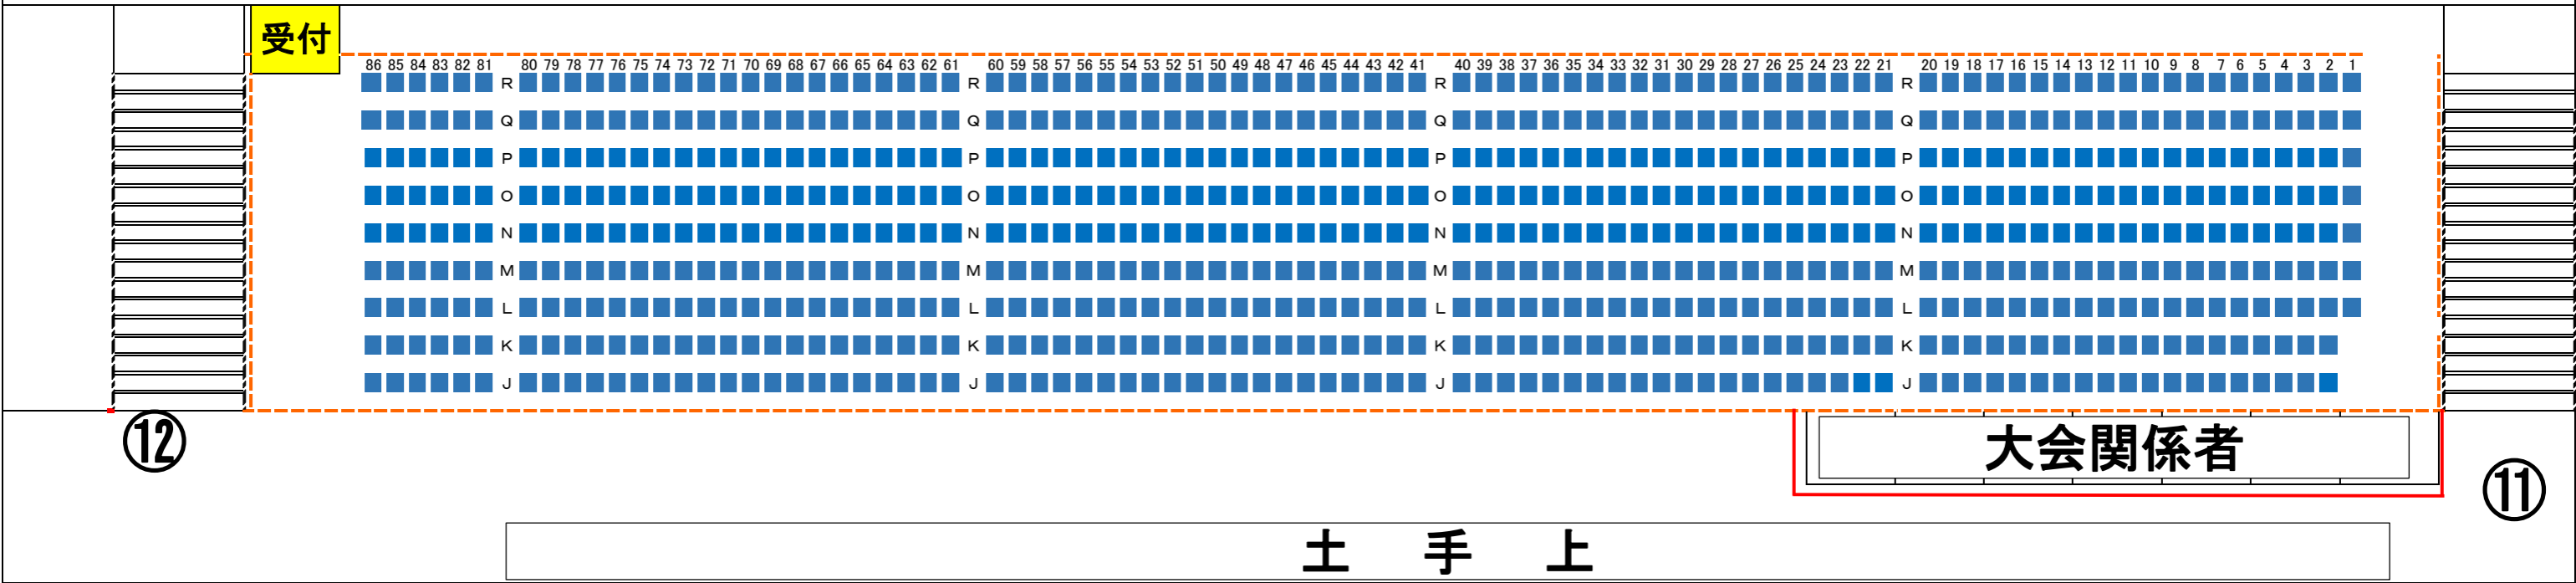 受付
86 85 84 83 82 81 80 79 78 77 76 75 74 73 72 71 70 69 68 67 66 65 64 63 62 61 60 59 58 57 56 55 54 53 52 51 50 49 48 47 46 45 44 43 42 41 40 39 38 37 36 35 34 33 32 31 30 29 28 27 26 25 24 23 22 21 20 19 18 17 16 15 14 13 12 11 10 9 8 7 6 5 4 3 2 1
R R R R
Q Q Q Q
P P P P
O O O O
N N N N
M M M M
L L L L
K K K K
J J J J
⑫ 大会関係者 ⑪
土 手 上